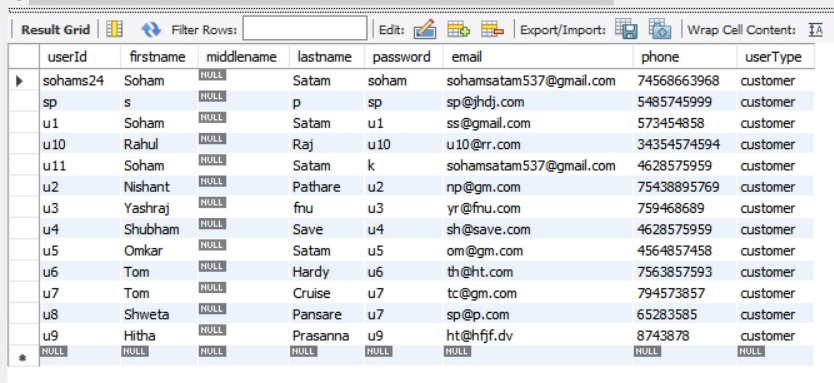 Result Grid Filter Rows: Edit: Export/Import: Wrap Cell Content: IA
userId firstname middlename lastname password email phone userType
sohams24 Soham NULL Satam soham sohamsatam537@gmail.com 74568663968 customer
sp s NULL p sp sp@jhdj.com 5485745999 customer
u1 Soham NULL Satam u1 ss@gmail.com 573454858 customer
u10 Rahul NULL Raj u10 u10@rr.com 34354574594 customer
u11 Soham NULL Satam k sohamsatam537@gmail.com 4628575959 customer
u2 Nishant NULL Pathare u2 np@gm.com 75438895769 customer
u3 Yashraj NULL fnu u3 yr@fnu.com 759468689 customer
u4 Shubham NULL Save u4 sh@save.com 4628575959 customer
u5 Omkar NULL Satam u5 om@gm.com 4564857458 customer
u6 Tom NULL Hardy u6 th@ht.com 7563857593 customer
u7 Tom NULL Cruise u7 tc@gm.com 794573857 customer
u8 Shweta NULL Pansare u7 sp@p.com 65283585 customer
u9 Hitha NULL Prasanna u9 ht@hfjf.dv 8743878 customer
NULL NULL NULL NULL NULL NULL NULL NULL